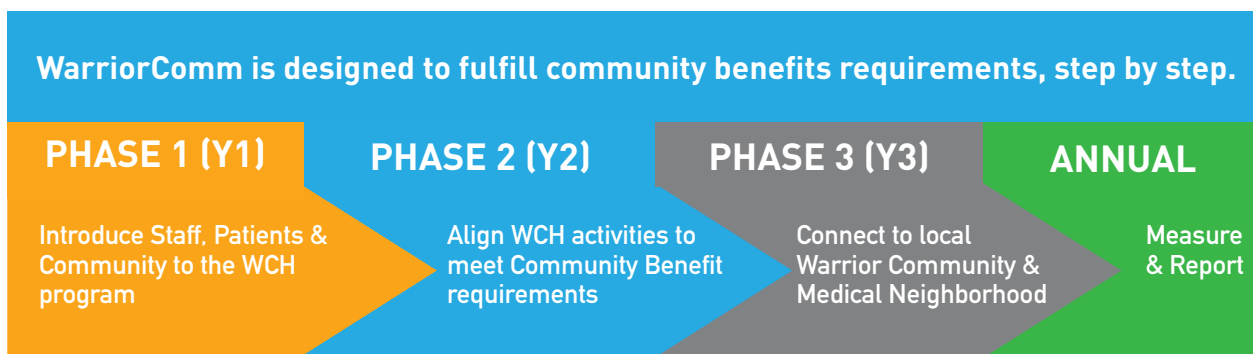 WarriorComm is designed to fulfill community benefits requirements, step by step.
PHASE 1 (Y1)
Introduce Staff, Patients &
Community to the WCH
program
PHASE 2 (Y2)
Align WCH activities to
meet Community Benefit
requirements
PHASE 3 (Y3)
Connect to local
Warrior Community &
Medical Neighborhood
ANNUAL
Measure
& Report